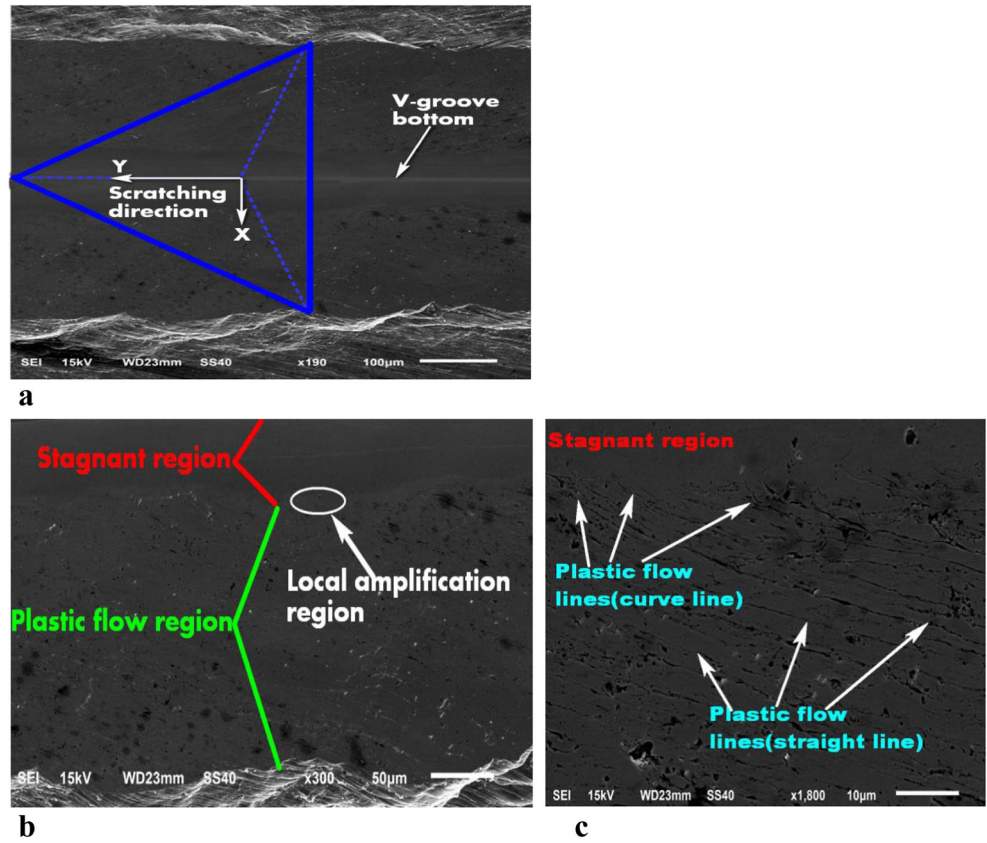 V-groove
bottom
Y
Scratching
direction
X
SEI 15kV WD23mm SS40 x190 100µm
a
Stagnant region
Local amplification
region
Plastic flow region
SEI 15kV WD23mm SS40 x300 50µm
b
Stagnant region
Plastic flow
lines(curve line)
Plastic flow
lines(straight line)
SEI 15kV WD23mm SS40 x1,800 10µm
c